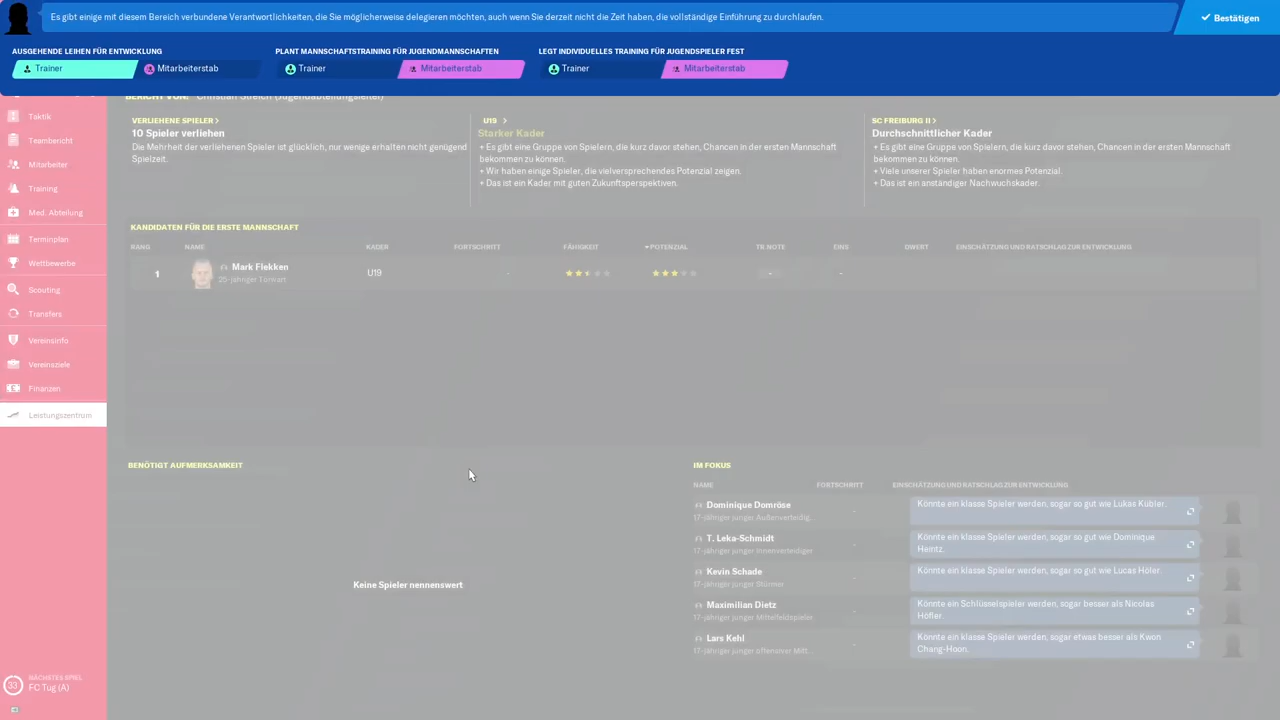 Es gibt einige mit diesem Bereich verbundene Verantwortlichkeiten, die Sie möglicherweise delegieren möchten, auch wenn Sie derzeit nicht die Zeit haben, die vollständige Einführung zu durchlaufen.
Bestätigen
AUSGEHENDE LEIHEN FÜR ENTWICKLUNG
Trainer
Mitarbeiterstab
PLANT MANNSCHAFTSTRAINING FÜR JUGENDMANNSCHAFTEN
Trainer
Mitarbeiterstab
LEGT INDIVIDUELLES TRAINING FÜR JUGENDSPIELER FEST
Trainer
Mitarbeiterstab
BERICHT VON: Christian Streich (Jugendabteilungsleiter)
Taktik
Teambericht
Mitarbeiter
Training
Med. Abteilung
Terminplan
Wettbewerbe
Scouting
Transfers
Vereinsinfo
Vereinsziele
Finanzen
Leistungszentrum
33
NÄCHSTES SPIEL
FC Tug (A)
VERLIEHENE SPIELER >
10 Spieler verliehen
Die Mehrheit der verliehenen Spieler ist glücklich, nur wenige erhalten nicht genügend
Spielzeit.
U19 >
Starker Kader
+ Es gibt eine Gruppe von Spielern, die kurz davor stehen, Chancen in der ersten Mannschaft
bekommen zu können.
+ Wir haben einige Spieler, die vielversprechendes Potenzial zeigen.
+ Das ist ein Kader mit guten Zukunftsperspektiven.
SC FREIBURG II >
Durchschnittlicher Kader
+ Es gibt eine Gruppe von Spielern, die kurz davor stehen, Chancen in der ersten Mannschaft
bekommen zu können.
+ Viele unserer Spieler haben enormes Potenzial.
+ Das ist ein anständiger Nachwuchskader.
KANDIDATEN FÜR DIE ERSTE MANNSCHAFT
RANG NAME KADER FORTSCHRITT FÄHIGKEIT POTENZIAL TR NOTE EINS DWERT EINSCHÄTZUNG UND RATSCHLAG ZUR ENTWICKLUNG
1 Mark Flekken U19 - - -
Torwart
BENÖTIGT AUFMERKSAMKEIT
Keine Spieler nennenswert
IM FOKUS
NAME FORTSCHRITT EINSCHÄTZUNG UND RATSCHLAG ZUR ENTWICKLUNG
Dominique Domröse - Könnte ein klasse Spieler werden, sogar so gut wie Lukas Kübler.
17-jähriger junger Außenverteidig...
T. Leka-Schmidt - Könnte ein klasse Spieler werden, sogar so gut wie Dominique
Heintz.
17-jähriger junger Innenverteidiger
Kevin Schade - Könnte ein klasse Spieler werden, sogar so gut wie Lucas Höler.
17-jähriger junger Stürmer
Maximilian Dietz - Könnte ein Schlüsselspieler werden, sogar besser als Nicolas
Höfler.
17-jähriger junger Mittelfeldspieler
Lars Kehl - Könnte ein klasse Spieler werden, sogar etwas besser als Kwon
Chang-Hoon.
17-jähriger junger offensiver Mitt...